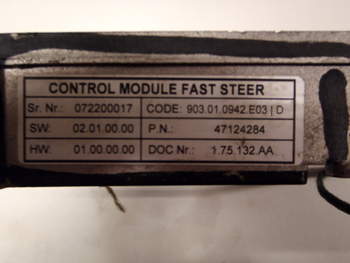 CONTROL MODULE FAST STEER
Sr. Nr.: 072200017 CODE: 903.01.0942.E03 | D
SW: 02.01.00.00 P.N.: 47124284
HW: 01.00.00.00 DOC Nr.: 1.75.132.AA